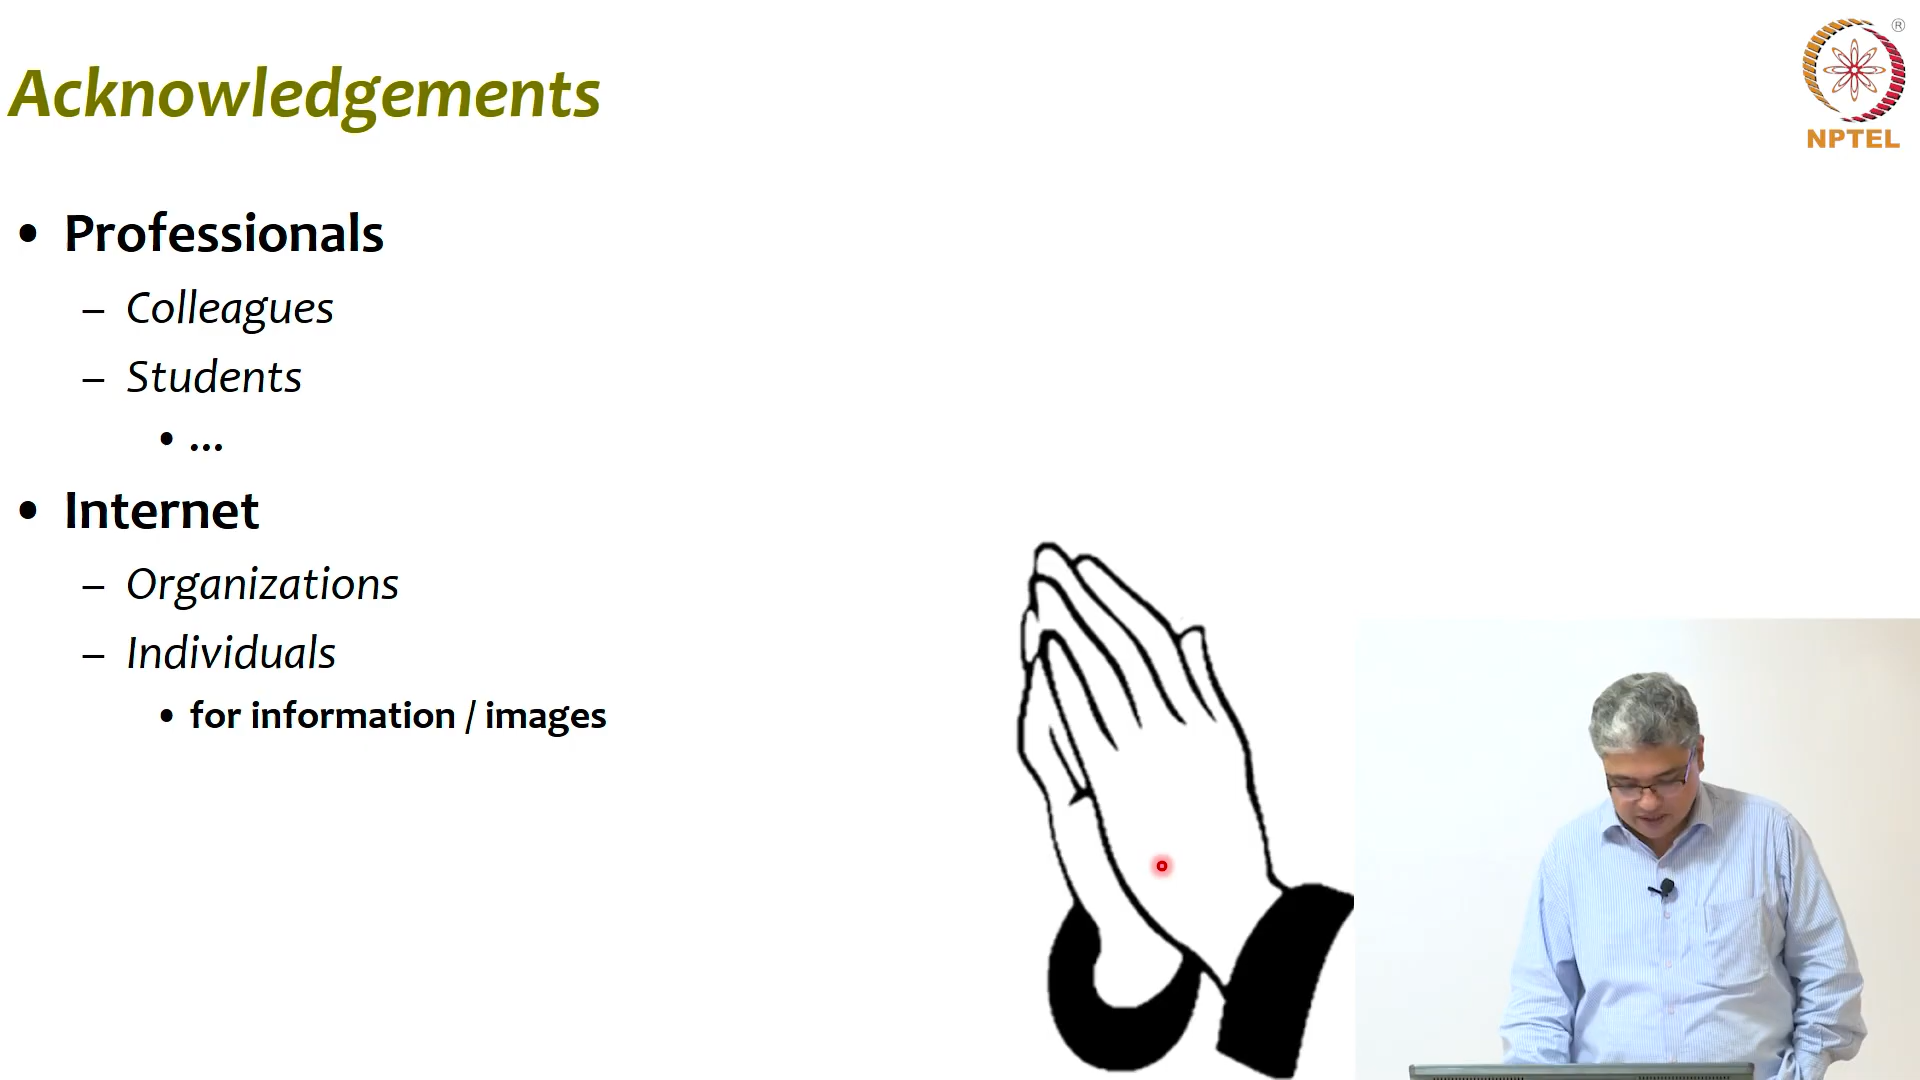 Acknowledgements
®
NPTEL
• Professionals
– Colleagues
– Students
• ...
• Internet
– Organizations
– Individuals
• for information / images